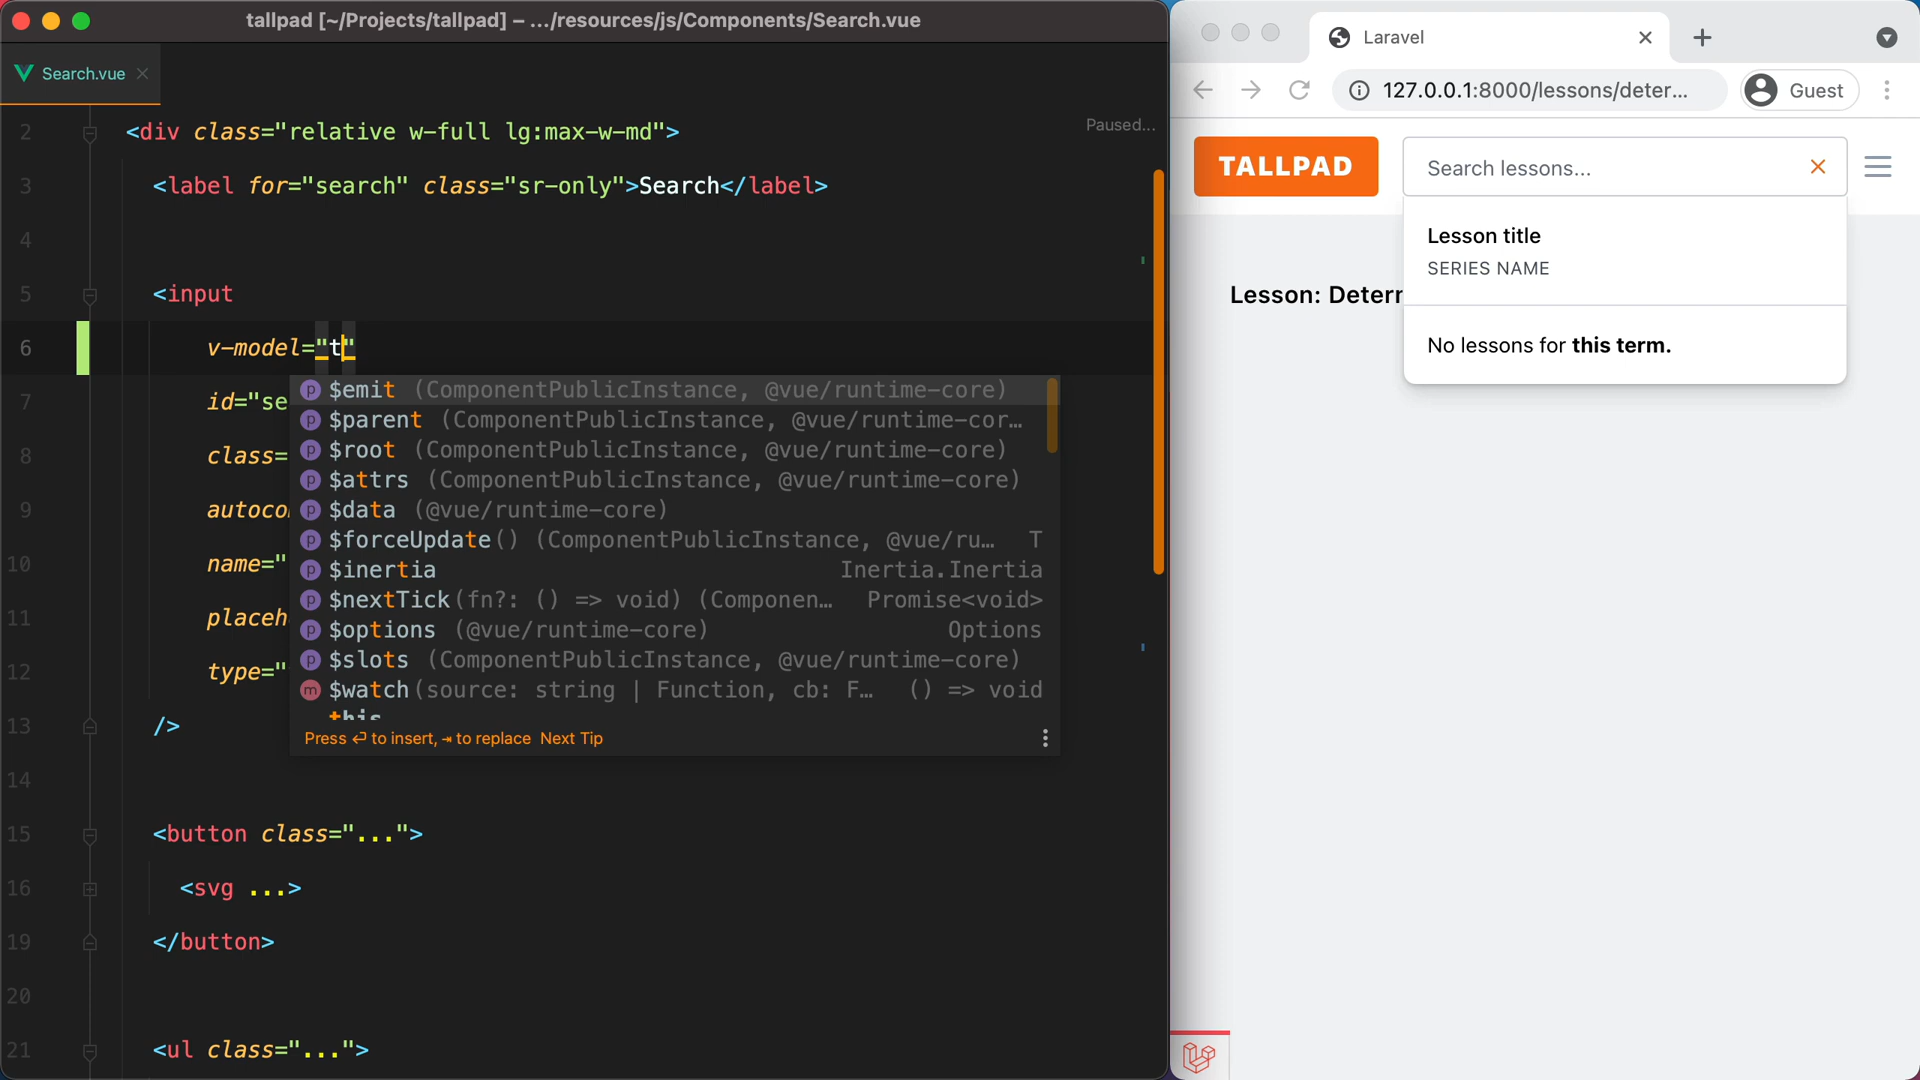 tallpad [~/Projects/tallpad] – .../resources/js/Components/Search.vue
Search.vue
Paused...
2 <div class="relative w-full lg:max-w-md">
3 <label for="search" class="sr-only">Search</label>
4
5 <input
6 v-model="t"
7 id="se
8 class=
9 autoco
10 name="
11 placeh
12 type="
13 />
14
15 <button class="...">
16 <svg ...>
19 </button>
20
21 <ul class="...">
p $emit (ComponentPublicInstance, @vue/runtime-core)
p $parent (ComponentPublicInstance, @vue/runtime-cor…
p $root (ComponentPublicInstance, @vue/runtime-core)
p $attrs (ComponentPublicInstance, @vue/runtime-core)
p $data (@vue/runtime-core)
p $forceUpdate() (ComponentPublicInstance, @vue/ru… T
p $inertia Inertia.Inertia
p $nextTick(fn?: () => void) (Componen… Promise<void>
p $options (@vue/runtime-core) Options
p $slots (ComponentPublicInstance, @vue/runtime-core)
m $watch(source: string | Function, cb: F… () => void
this
Press ⏎ to insert, ⇥ to replace Next Tip
Laravel
127.0.0.1:8000/lessons/deter...
Guest
TALLPAD
Search lessons...
Lesson title
SERIES NAME
Lesson: Deterr
No lessons for this term.